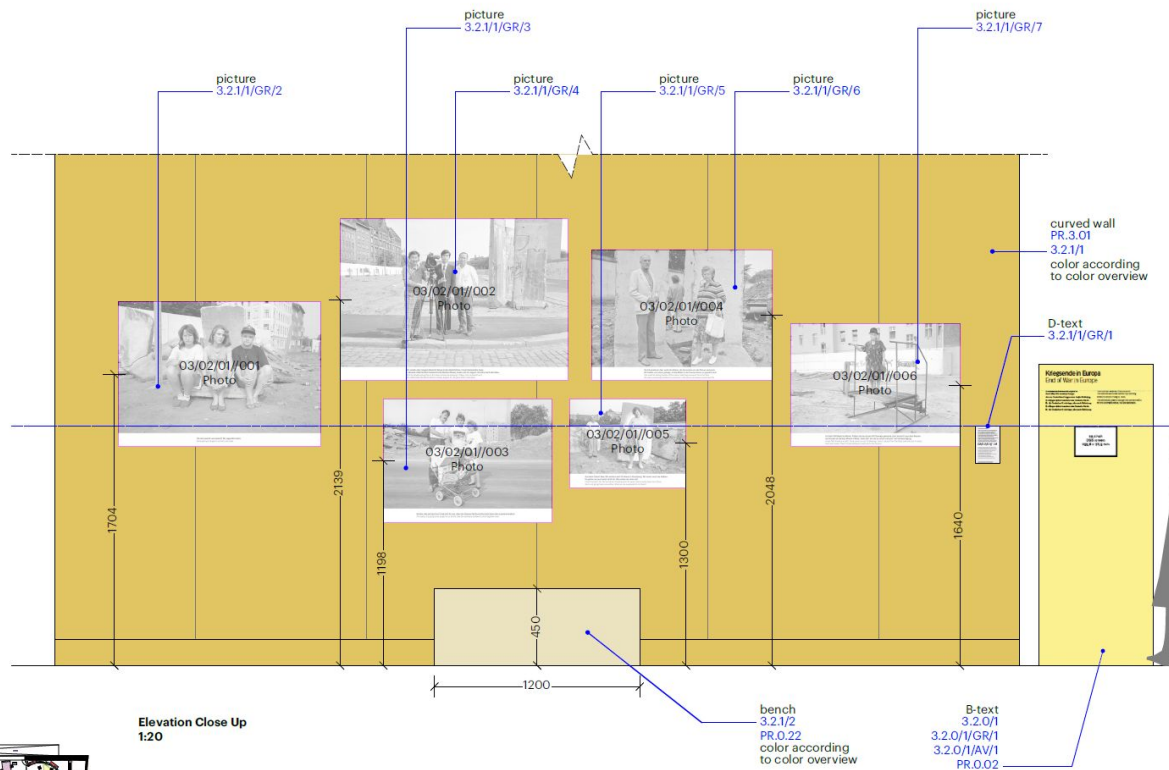 picture
3.2.1/1/GR/3
picture
3.2.1/1/GR/7
picture
3.2.1/1/GR/2
picture
3.2.1/1/GR/4
picture
3.2.1/1/GR/5
picture
3.2.1/1/GR/6
curved wall
PR.3.01
3.2.1/1
color according
to color overview
03/02/01//002
Photo
03/02/01//004
Photo
D-text
3.2.1/1/GR/1
03/02/01//001
Photo
03/02/01//006
Photo
Kriegsende in Europa
End of War in Europe
03/02/01//005
Photo
03/02/01//003
Photo
1704
2139
1198
450
1300
2048
1640
1200
Elevation Close Up
1:20
bench
3.2.1/2
PR.0.22
color according
to color overview
B-text
3.2.0/1
3.2.0/1/GR/1
3.2.0/1/AV/1
PR.0.02